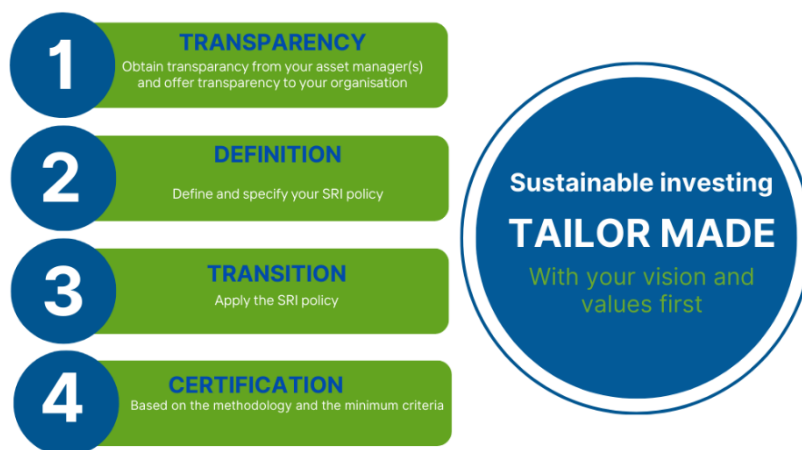 1
TRANSPARENCY
Obtain transparancy from your asset manager(s)
and offer transparency to your organisation
2
DEFINITION
Define and specify your SRI policy
3
TRANSITION
Apply the SRI policy
4
CERTIFICATION
Based on the methodology and the minimum criteria
Sustainable investing
TAILOR MADE
With your vision and
values first